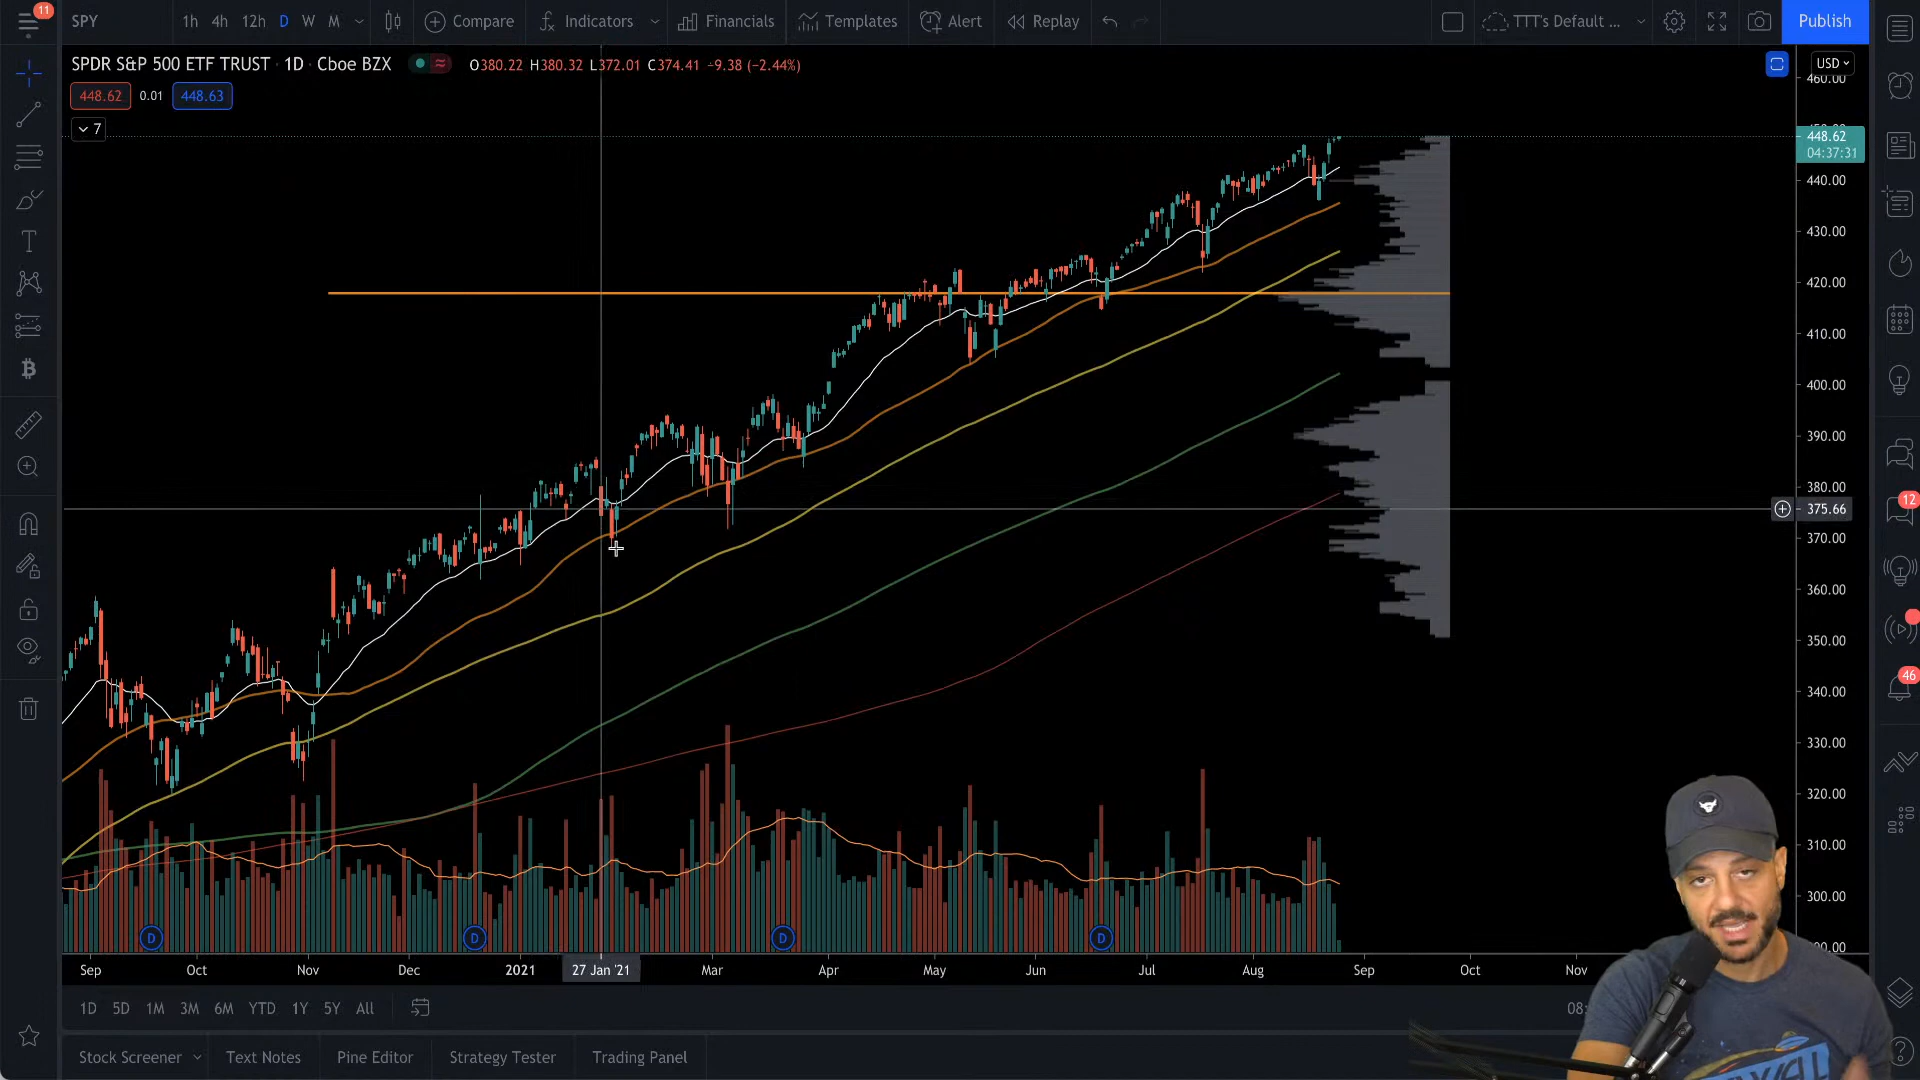 11
SPY
1h 4h 12h D W M
Compare
Indicators
Financials
Templates
Alert
Replay
TTT's Default ...
Publish
SPDR S&P 500 ETF TRUST · 1D · Cboe BZX
O380.22 H380.32 L372.01 C374.41 −9.38 (−2.44%)
USD
448.62 0.01 448.63
7
460.00
448.62
04:37:31
440.00
430.00
420.00
410.00
400.00
390.00
380.00
375.66
370.00
360.00
350.00
340.00
330.00
320.00
310.00
300.00
12
46
D D D D
Sep Oct Nov Dec 2021 27 Jan '21 Mar Apr May Jun Jul Aug Sep Oct Nov
1D 5D 1M 3M 6M YTD 1Y 5Y All
08:
Stock Screener Text Notes Pine Editor Strategy Tester Trading Panel